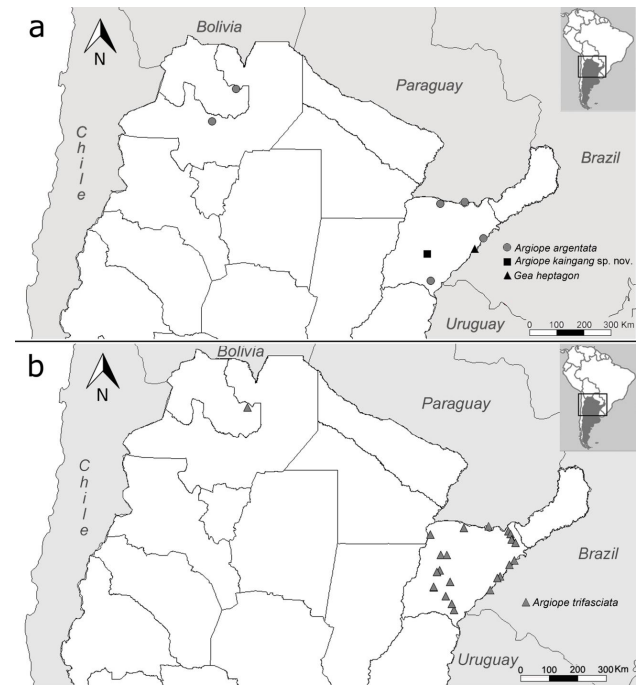 a
Bolivia
N
Chile
Paraguay
Brazil
Argiope argentata
Argiope kaingang sp. nov.
Gea heptagon
Uruguay
0 100 200 300 Km
b
Bolivia
N
Chile
Paraguay
Brazil
Argiope trifasciata
Uruguay
0 100 200 300 Km